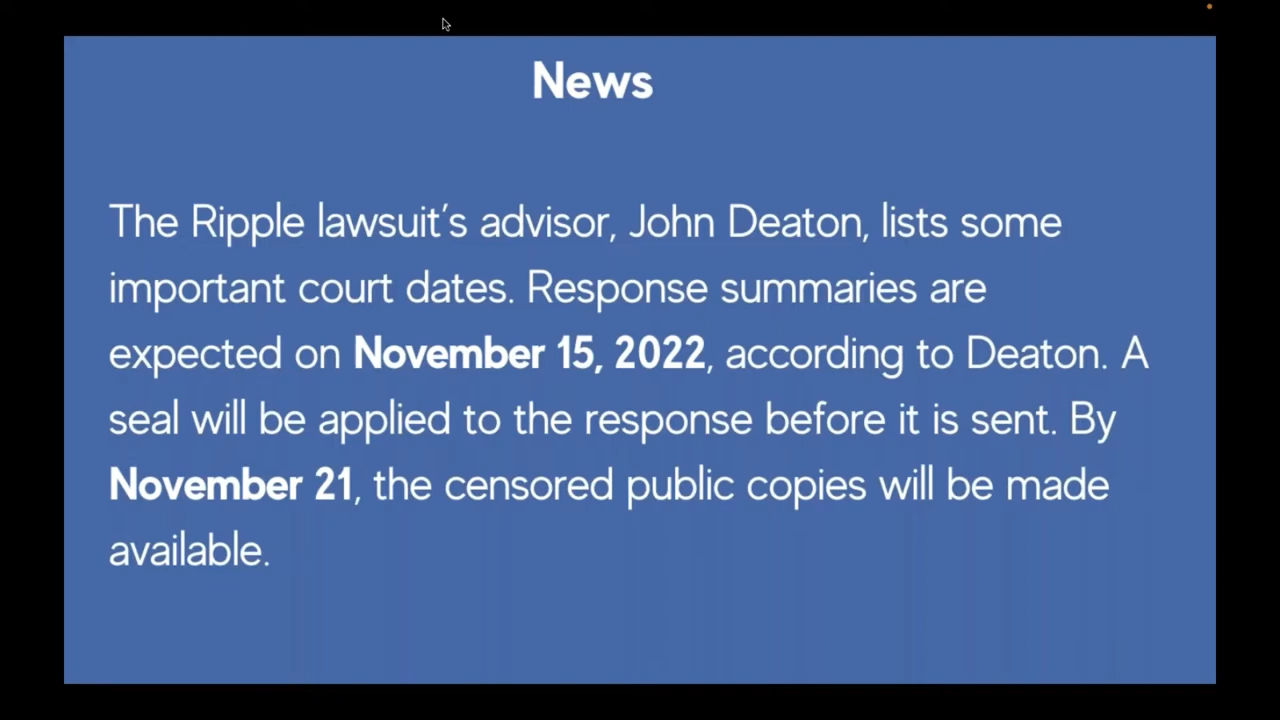 News
The Ripple lawsuit’s advisor, John Deaton, lists some
important court dates. Response summaries are
expected on November 15, 2022, according to Deaton. A
seal will be applied to the response before it is sent. By
November 21, the censored public copies will be made
available.